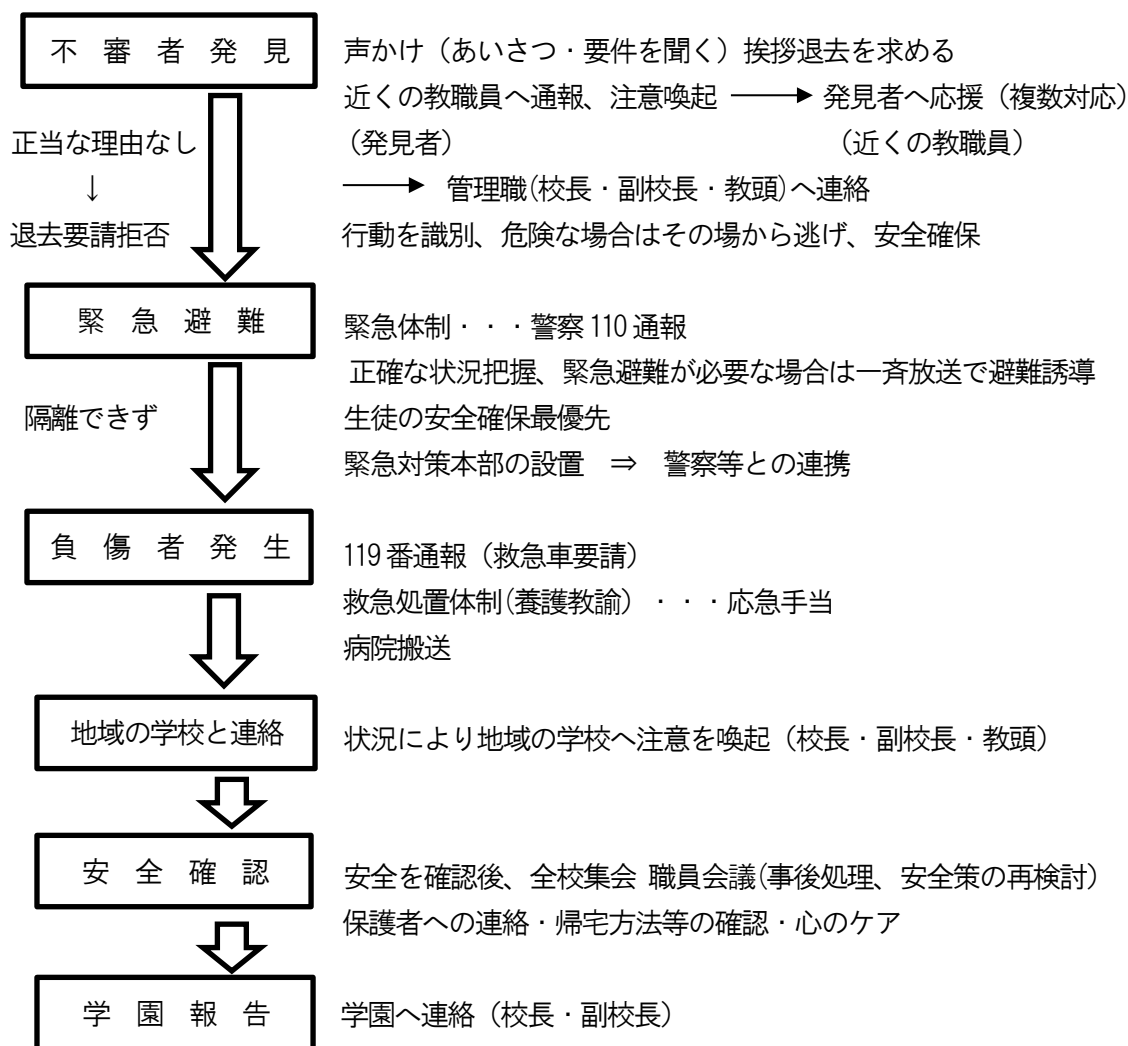 不審者発見
声かけ（あいさつ・要件を聞く）挨拶退去を求める
近くの教職員へ通報、注意喚起 → 発見者へ応援（複数対応）
正当な理由なし
（発見者）
（近くの教職員）
↓
→ 管理職(校長・副校長・教頭)へ連絡
退去要請拒否
行動を識別、危険な場合はその場から逃げ、安全確保
緊急避難
緊急体制・・・警察110通報
正確な状況把握、緊急避難が必要な場合は一斉放送で避難誘導
隔離できず
生徒の安全確保最優先
緊急対策本部の設置 ⇒ 警察等との連携
負傷者発生
119番通報（救急車要請）
救急処置体制(養護教諭）・・・応急手当
病院搬送
地域の学校と連絡
状況により地域の学校へ注意を喚起（校長・副校長・教頭）
安全確認
安全を確認後、全校集会 職員会議(事後処理、安全策の再検討)
保護者への連絡・帰宅方法等の確認・心のケア
学園報告
学園へ連絡（校長・副校長）